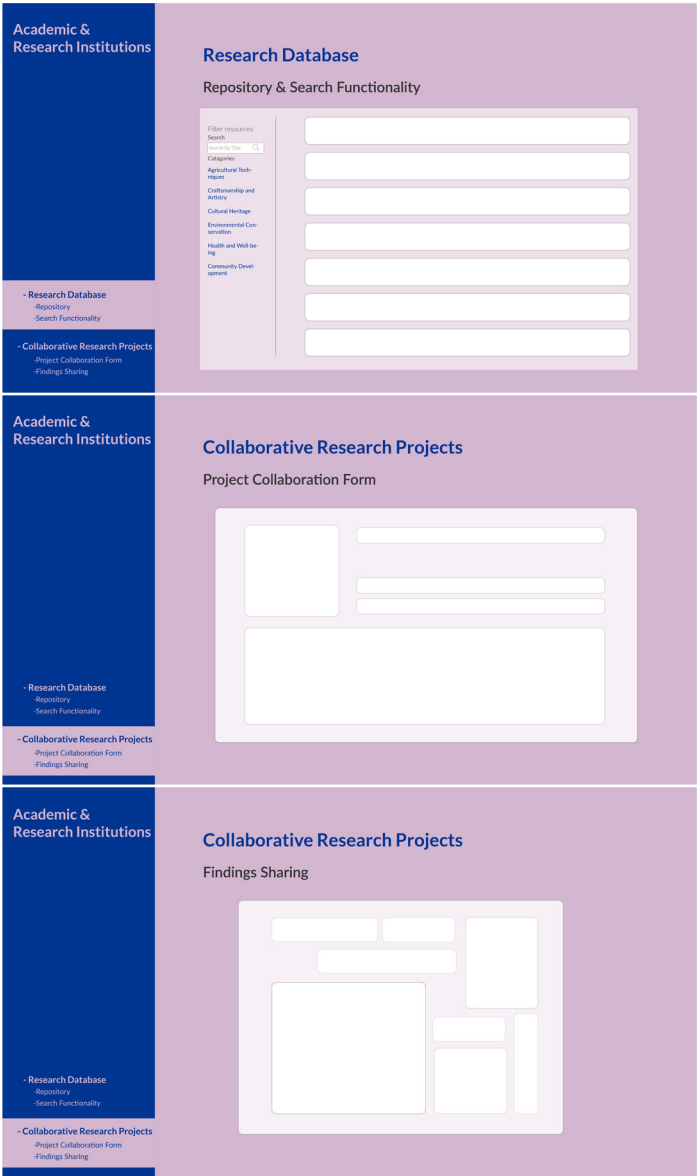 Academic &
Research Institutions
- Research Database
-Repository
-Search Functionality
- Collaborative Research Projects
-Project Collaboration Form
-Findings Sharing
Research Database
Repository & Search Functionality
Filter resources
Search
Search By Title
Catagories
Agricultural Tech-
niques
Craftsmanship and
Artistry
Cultural Heritage
Environmental Con-
servation
Health and Well-be-
ing
Community Devel-
opment
Academic &
Research Institutions
- Research Database
-Repository
-Search Functionality
- Collaborative Research Projects
-Project Collaboration Form
-Findings Sharing
Collaborative Research Projects
Project Collaboration Form
Academic &
Research Institutions
- Research Database
-Repository
-Search Functionality
- Collaborative Research Projects
-Project Collaboration Form
-Findings Sharing
Collaborative Research Projects
Findings Sharing